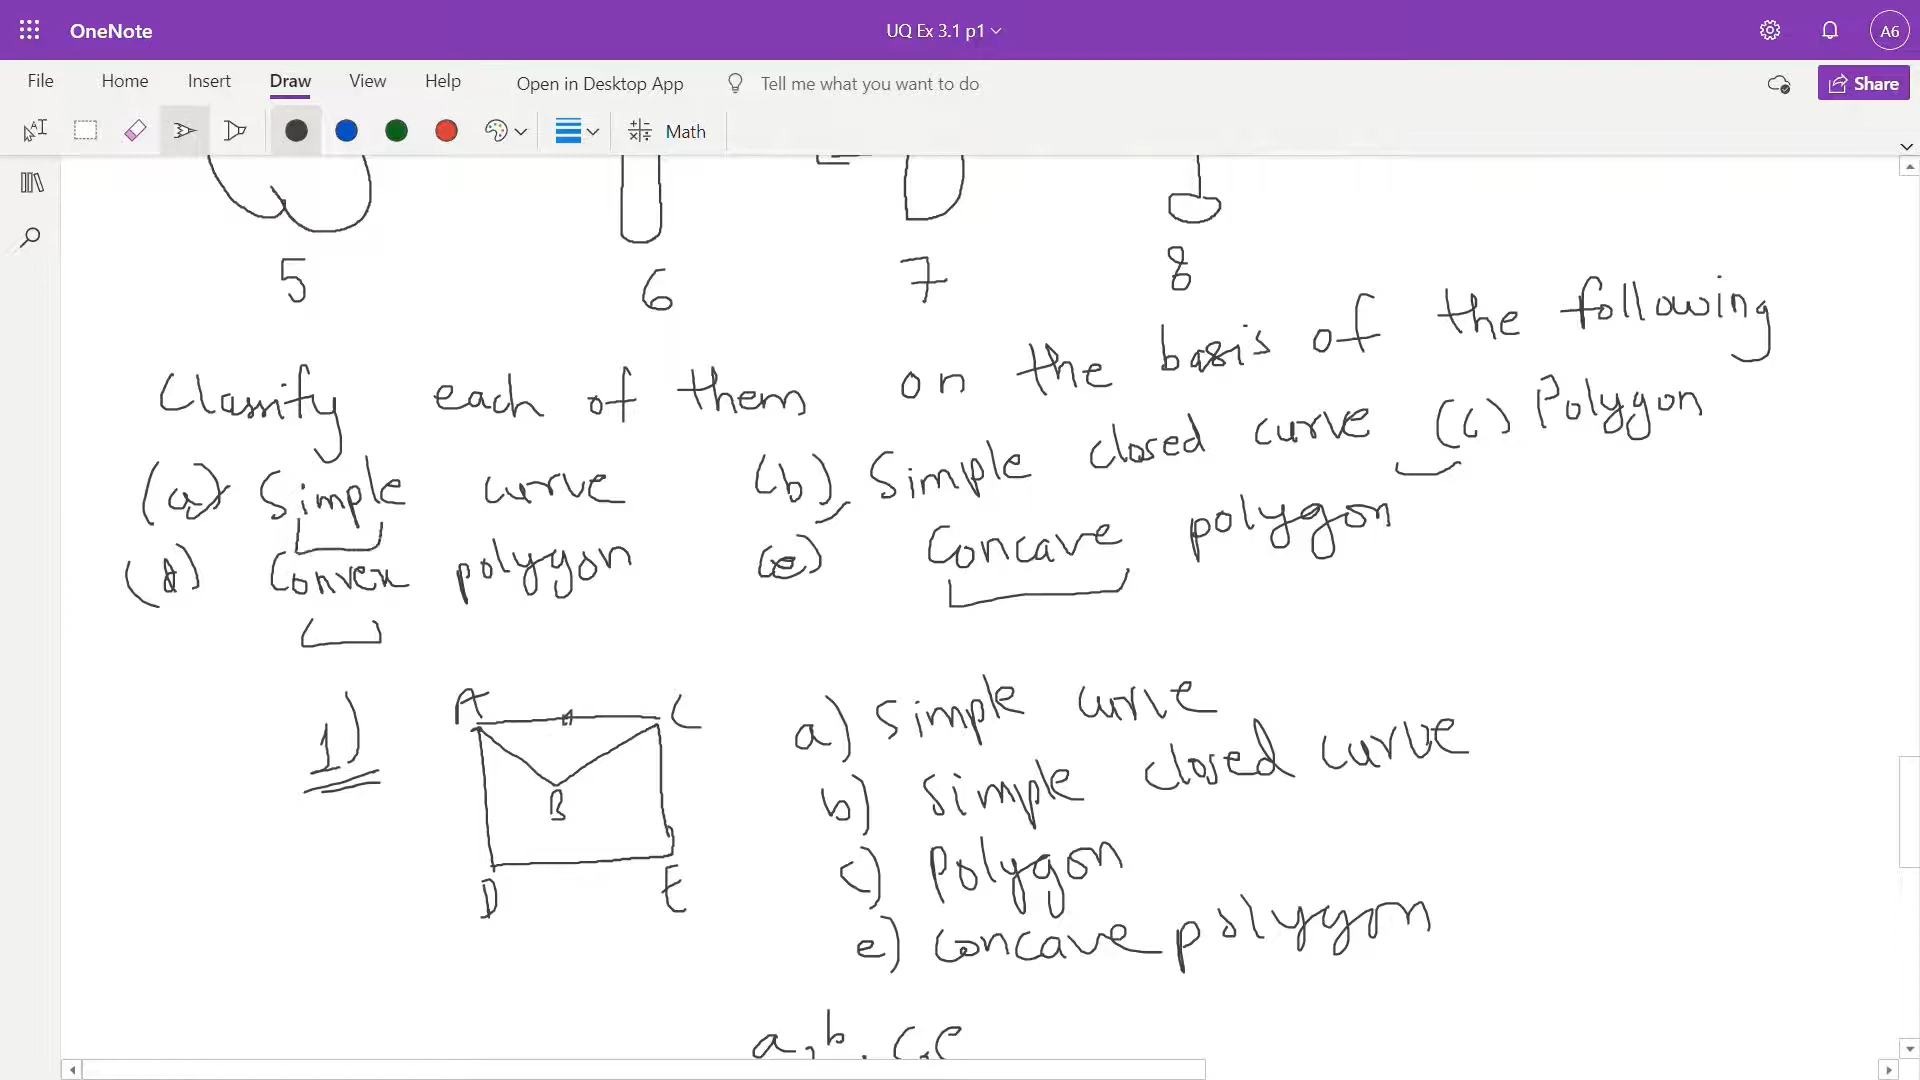 OneNote
UQ Ex 3.1 p1
A6
File Home Insert Draw View Help Open in Desktop App Tell me what you want to do
Share
Math
5 6 7 8
Classify each of them on the basis of the following
(a) Simple curve (b) Simple closed curve (c) Polygon
(d) Convex polygon (e) Concave polygon
1)
A C
B
D E
a) Simple curve
b) Simple closed curve
c) Polygon
e) Concave polygon
a, b, c, e